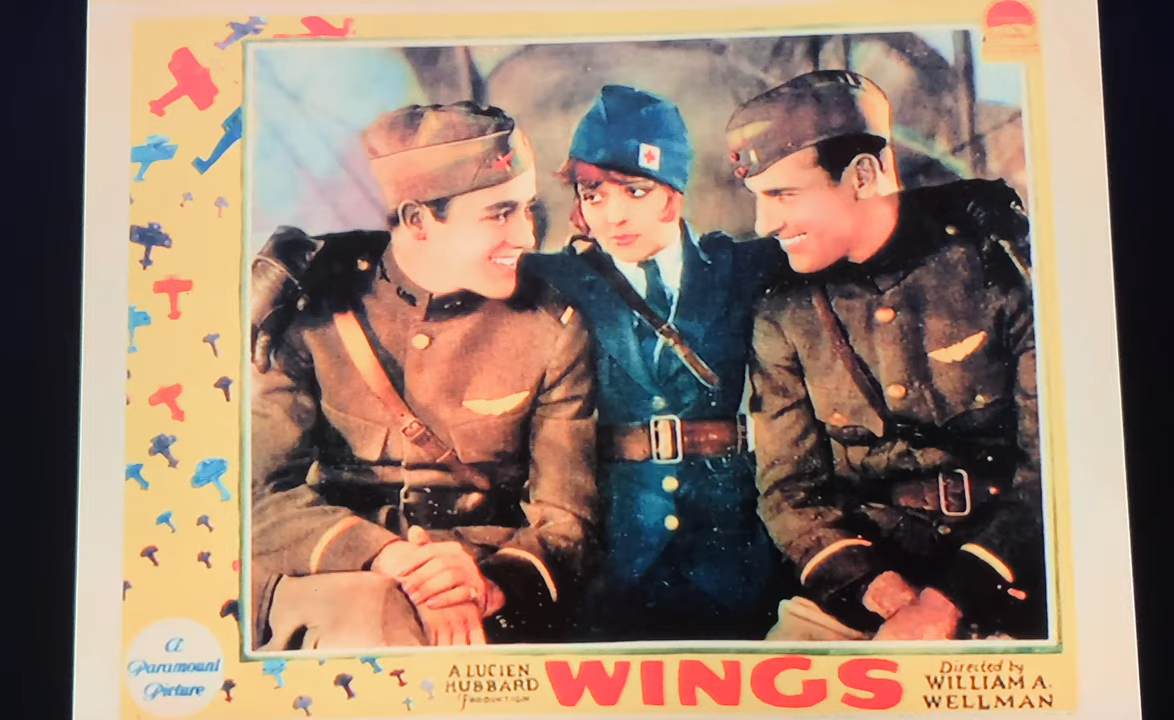 A
Paramount
Picture
A LUCIEN
HUBBARD
PRODUCTION
WINGS
Directed by
WILLIAM A.
WELLMAN